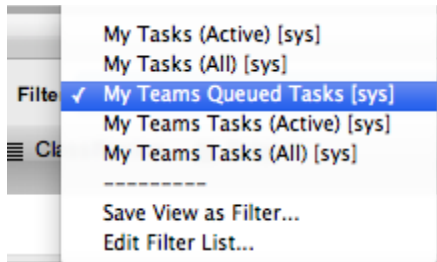 My Tasks (Active) [sys]
My Tasks (All) [sys]
Filte ✓ My Teams Queued Tasks [sys]
My Teams Tasks (Active) [sys]
Cla My Teams Tasks (All) [sys]
---------
Save View as Filter...
Edit Filter List...